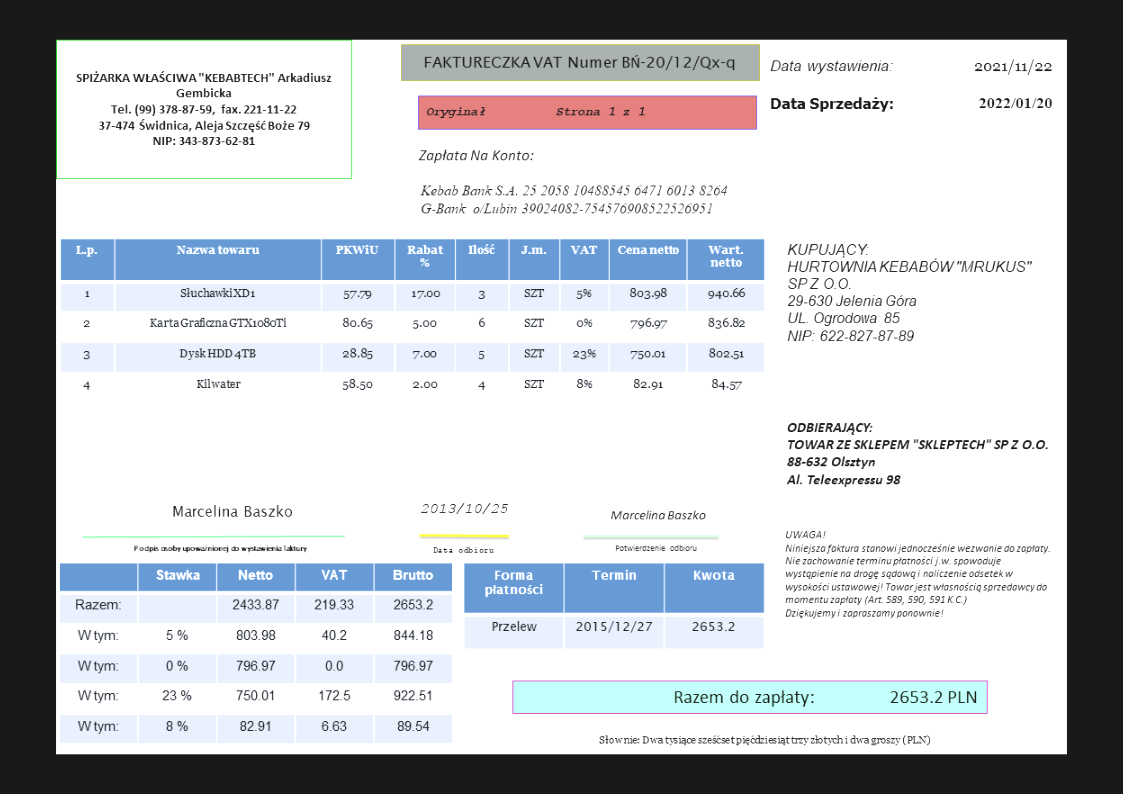 SPIŻARKA WŁAŚCIWA "KEBABTECH" Arkadiusz
Gembicka
Tel. (99) 378-87-59, fax. 221-11-22
37-474 Świdnica, Aleja Szczęść Boże 79
NIP: 343-873-62-81
FAKTURECZKA VAT Numer BŃ-20/12/Qx-q
Oryginał Strona 1 z 1
Data wystawienia: 2021/11/22
Data Sprzedaży: 2022/01/20
Zapłata Na Konto:
Kebab Bank S.A. 25 2058 10488545 6471 6013 8264
G-Bank o/Lubin 39024082-754576908522526951
L.p. Nazwa towaru PKWiU Rabat % Ilość J.m. VAT Cena netto Wart. netto
1 Słuchawki XD1 57.79 17.00 3 SZT 5% 803.98 940.66
2 Karta Graficzna GTX1080Ti 80.65 5.00 6 SZT 0% 796.97 836.82
3 Dysk HDD 4TB 28.85 7.00 5 SZT 23% 750.01 802.51
4 Kilwater 58.50 2.00 4 SZT 8% 82.91 84.57
KUPUJĄCY:
HURTOWNIA KEBABÓW "MRUKUS"
SP Z O.O.
29-630 Jelenia Góra
UL. Ogrodowa 85
NIP: 622-827-87-89
ODBIERAJĄCY:
TOWAR ZE SKLEPEM "SKLEPTECH" SP Z O.O.
88-632 Olsztyn
Al. Teleexpressu 98
Marcelina Baszko
Podpis osoby upoważnionej do wystawienia faktury
2013/10/25
Data odbioru
Marcelina Baszko
Potwierdzenie odbioru
UWAGA!
Niniejsza faktura stanowi jednocześnie wezwanie do zapłaty.
Nie zachowanie terminu płatności j.w. spowoduje
wystąpienie na drogę sądową i naliczenie odsetek w
wysokości ustawowej! Towar jest własnością sprzedawcy do
momentu zapłaty (Art. 589, 590, 591 K.C.)
Dziękujemy i zapraszamy ponownie!
Stawka Netto VAT Brutto
Razem: 2433.87 219.33 2653.2
W tym: 5 % 803.98 40.2 844.18
W tym: 0 % 796.97 0.0 796.97
W tym: 23 % 750.01 172.5 922.51
W tym: 8 % 82.91 6.63 89.54
Forma płatności Termin Kwota
Przelew 2015/12/27 2653.2
Razem do zapłaty: 2653.2 PLN
Słownie: Dwa tysiące sześćset pięćdziesiąt trzy złotych i dwa groszy (PLN)